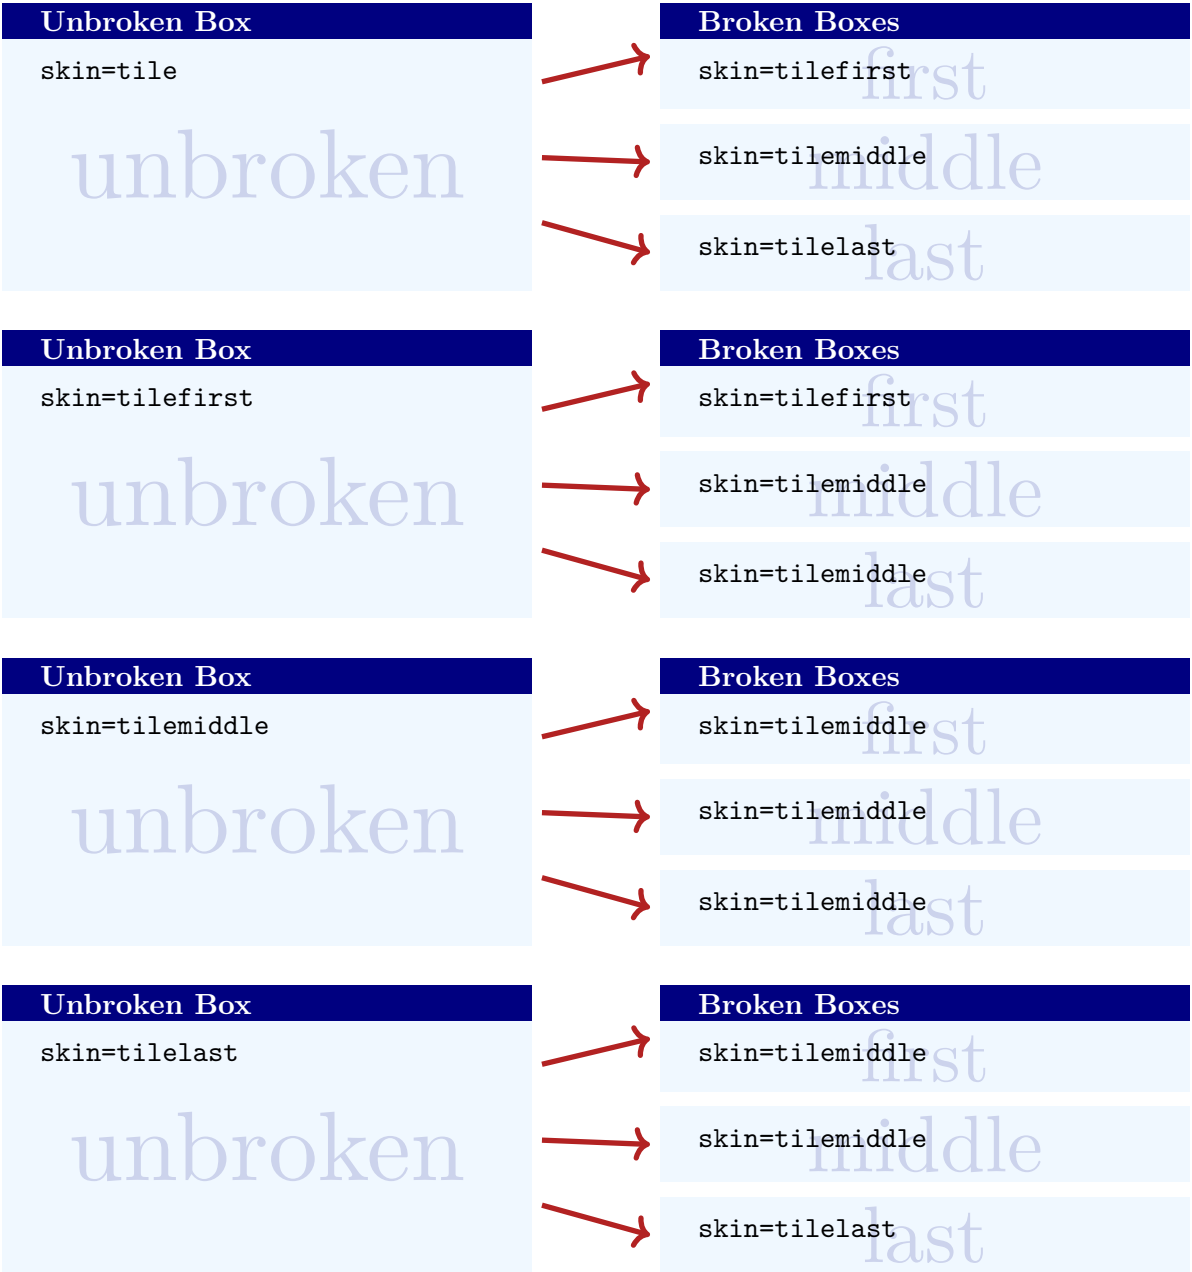 Unbroken Box
skin=tile
unbroken
Broken Boxes
skin=tilefirst
first
skin=tilemiddle
middle
skin=tilelast
last
Unbroken Box
skin=tilefirst
unbroken
Broken Boxes
skin=tilefirst
first
skin=tilemiddle
middle
skin=tilemiddle
last
Unbroken Box
skin=tilemiddle
unbroken
Broken Boxes
skin=tilemiddle
first
skin=tilemiddle
middle
skin=tilemiddle
last
Unbroken Box
skin=tilelast
unbroken
Broken Boxes
skin=tilemiddle
first
skin=tilemiddle
middle
skin=tilelast
last